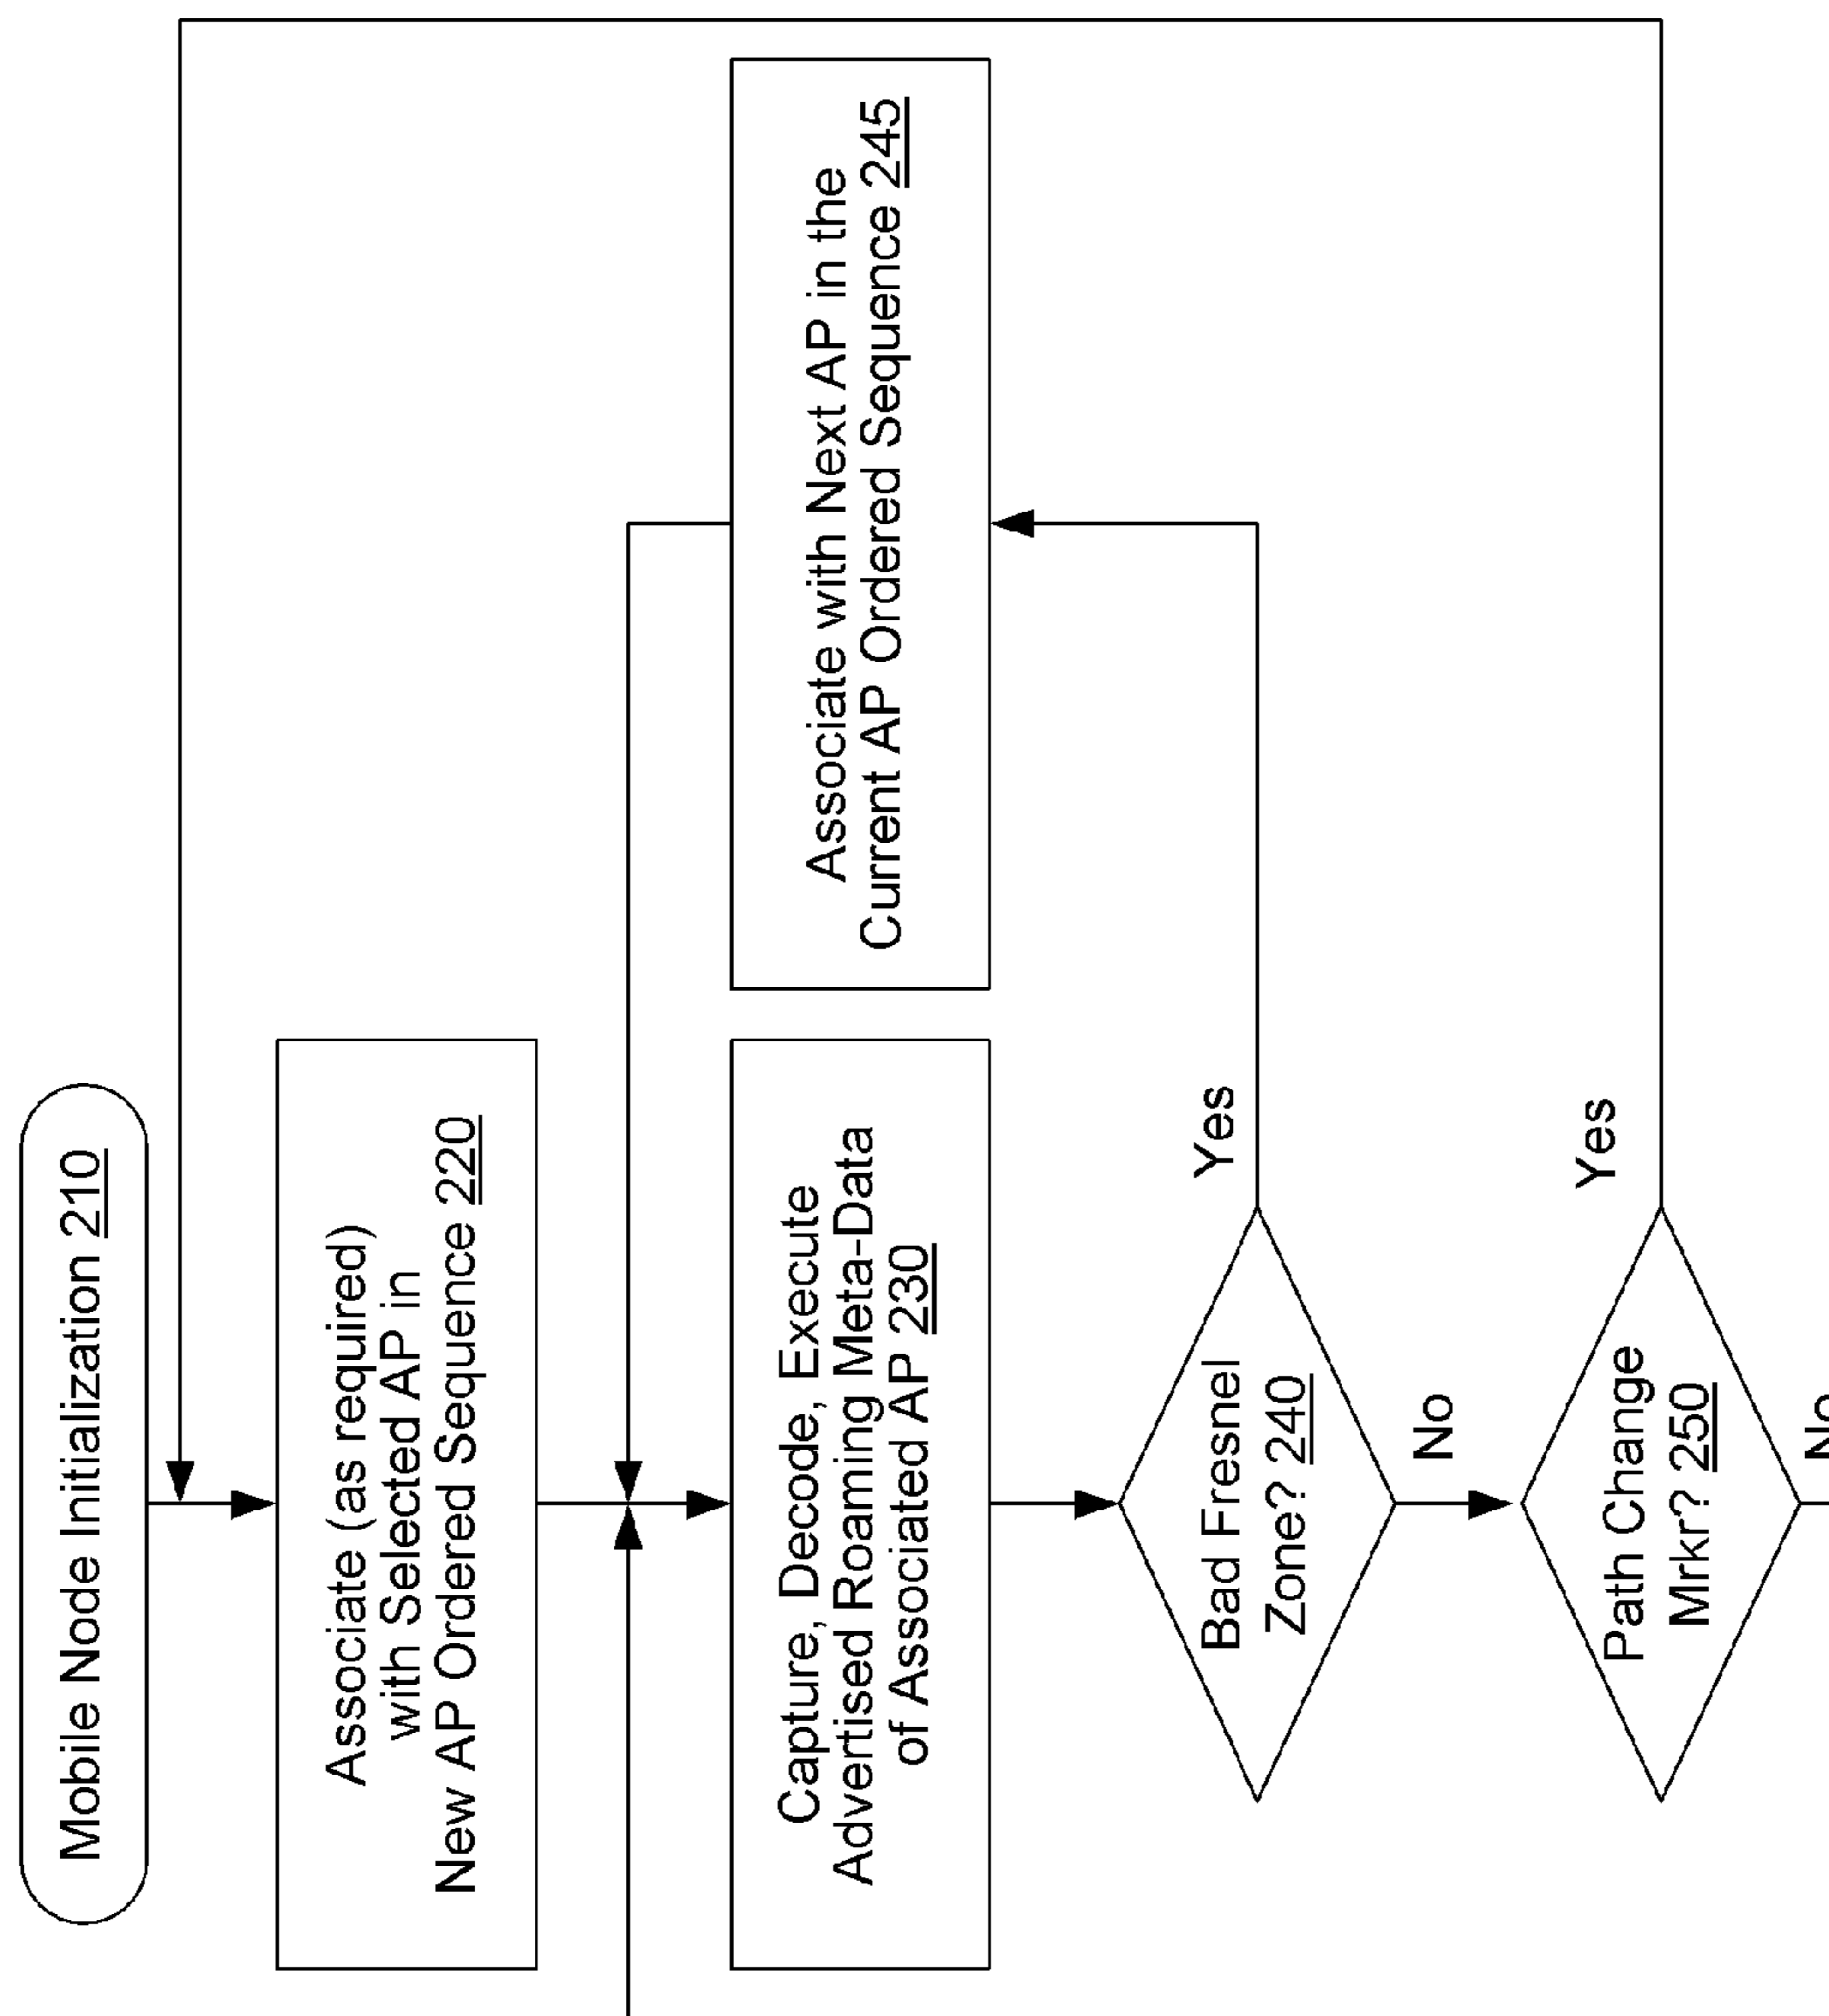 Mobile Node Initialization 210
Associate (as required)
with Selected AP in
New AP Ordered Sequence 220
Capture, Decode, Execute
Advertised Roaming Meta-Data
of Associated AP 230
Associate with Next AP in the
Current AP Ordered Sequence 245
Bad Fresnel
Zone? 240
Yes
No
Path Change
Mrkr? 250
Yes
No